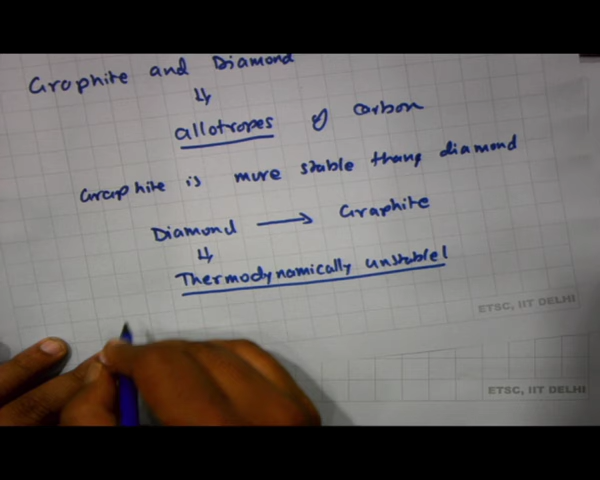 Graphite and Diamond
allotropes of carbon
Graphite is more stable than diamond
Diamond → Graphite
Thermodynamically unstable!
ETSC, IIT DELHI
ETSC, IIT DELHI